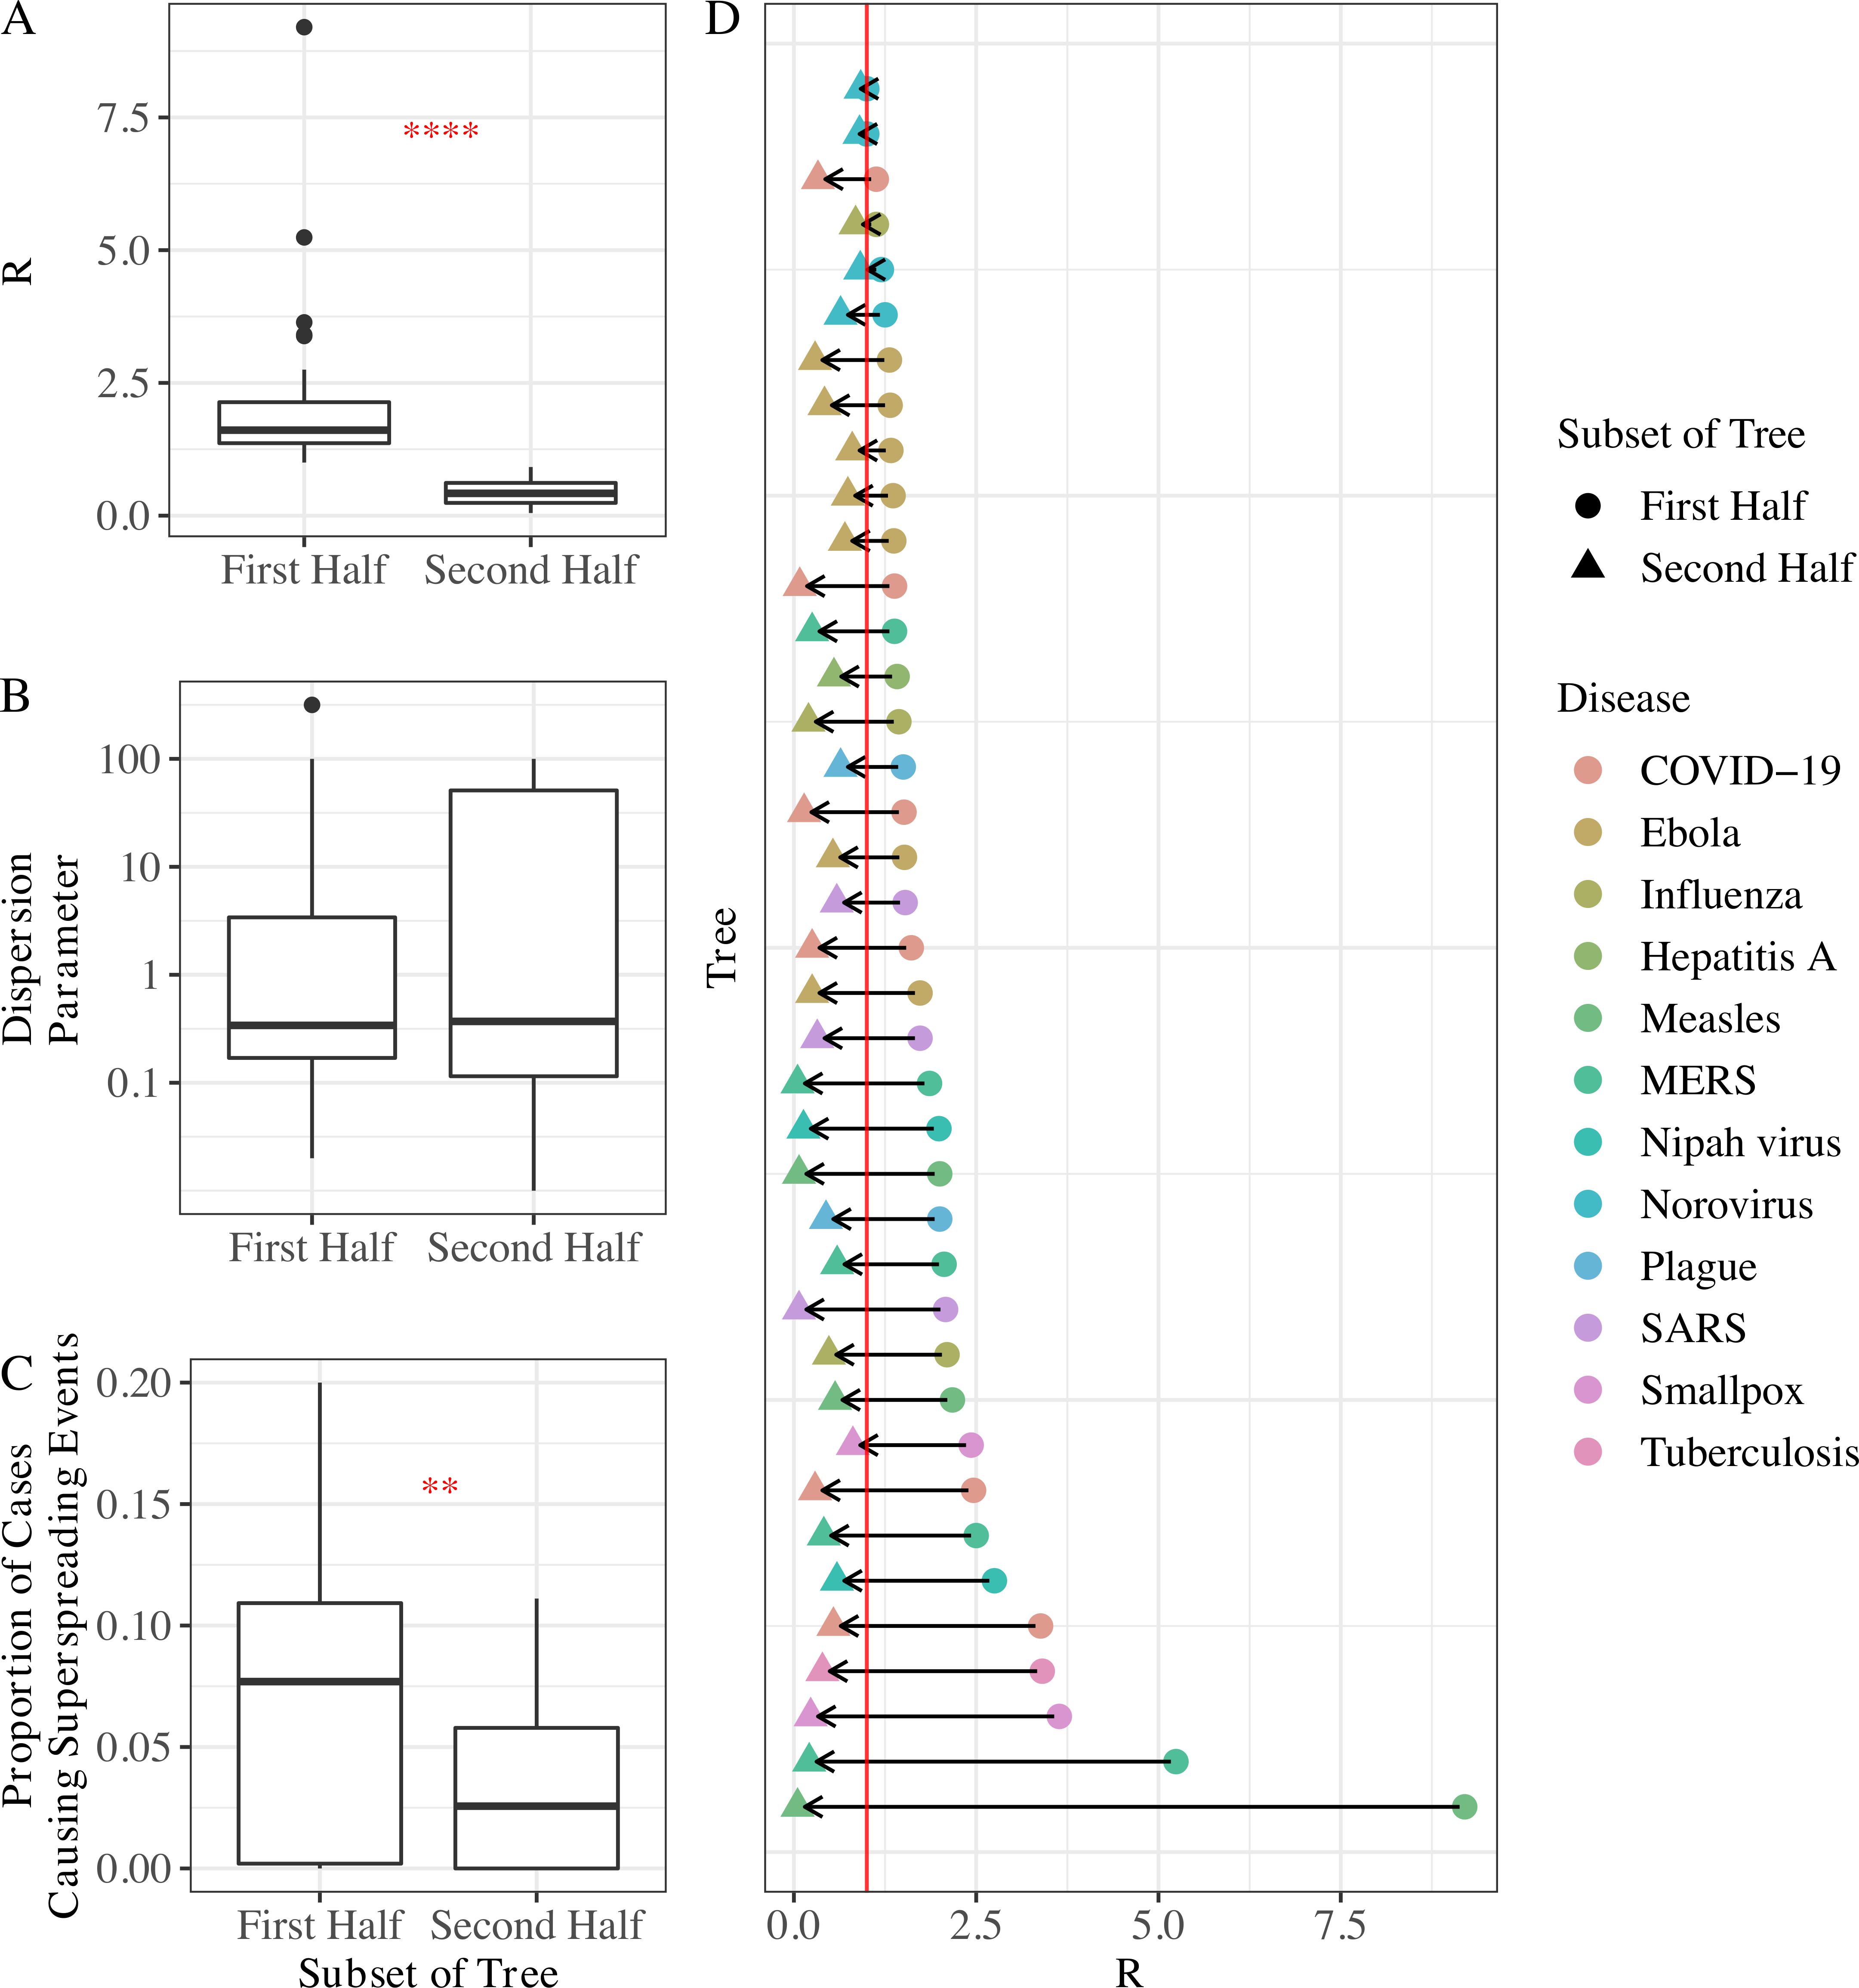 A
R
7.5
5.0
2.5
0.0
****
First Half
Second Half
B
Dispersion
Parameter
100
10
1
0.1
First Half
Second Half
C
Proportion of Cases
Causing Superspreading Events
0.20
0.15
0.10
0.05
0.00
**
First Half
Second Half
Subset of Tree
D
Tree
0.0
2.5
5.0
7.5
R
Subset of Tree
First Half
Second Half
Disease
COVID−19
Ebola
Influenza
Hepatitis A
Measles
MERS
Nipah virus
Norovirus
Plague
SARS
Smallpox
Tuberculosis